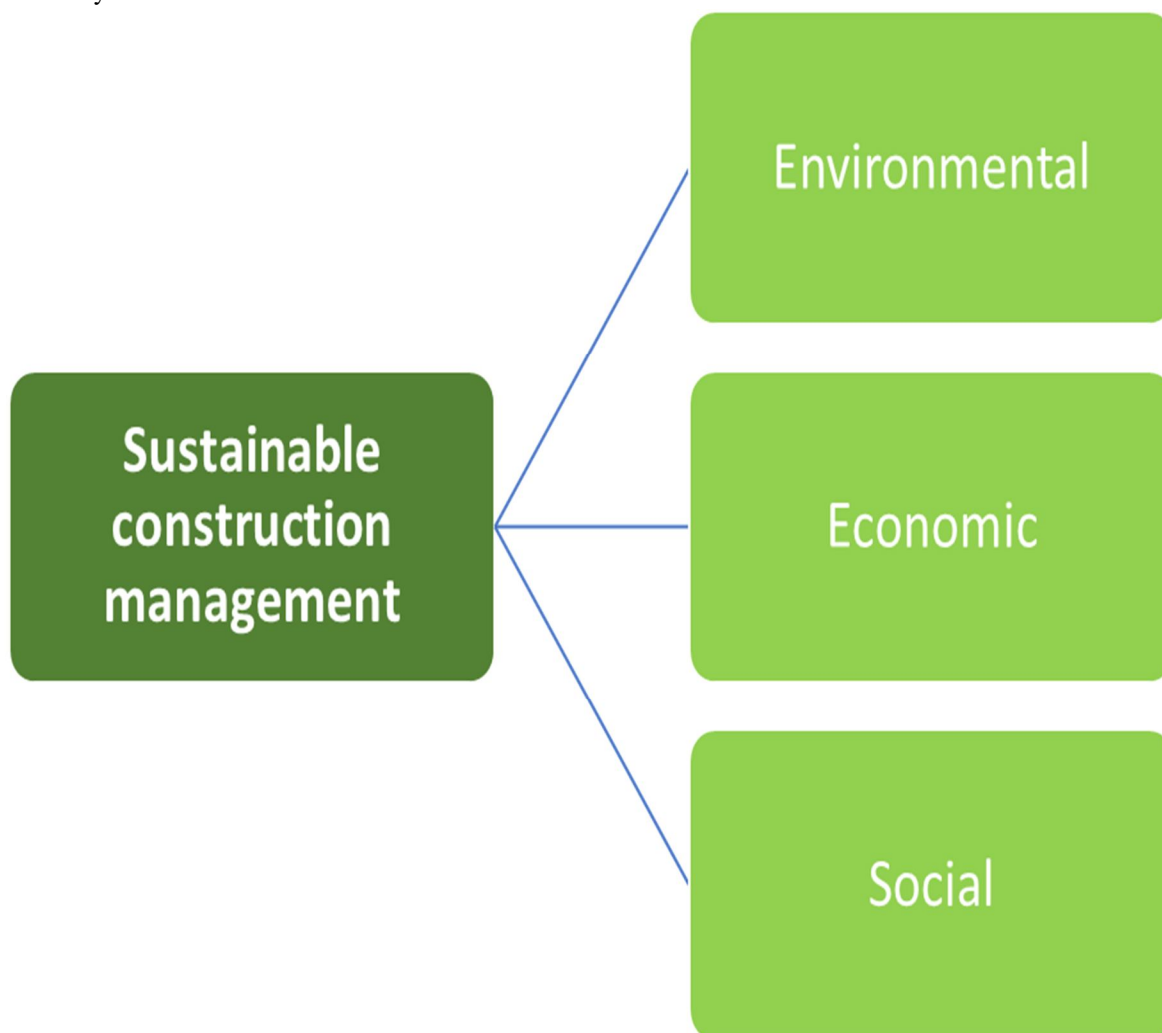 Sustainable
construction
management
Environmental
Economic
Social